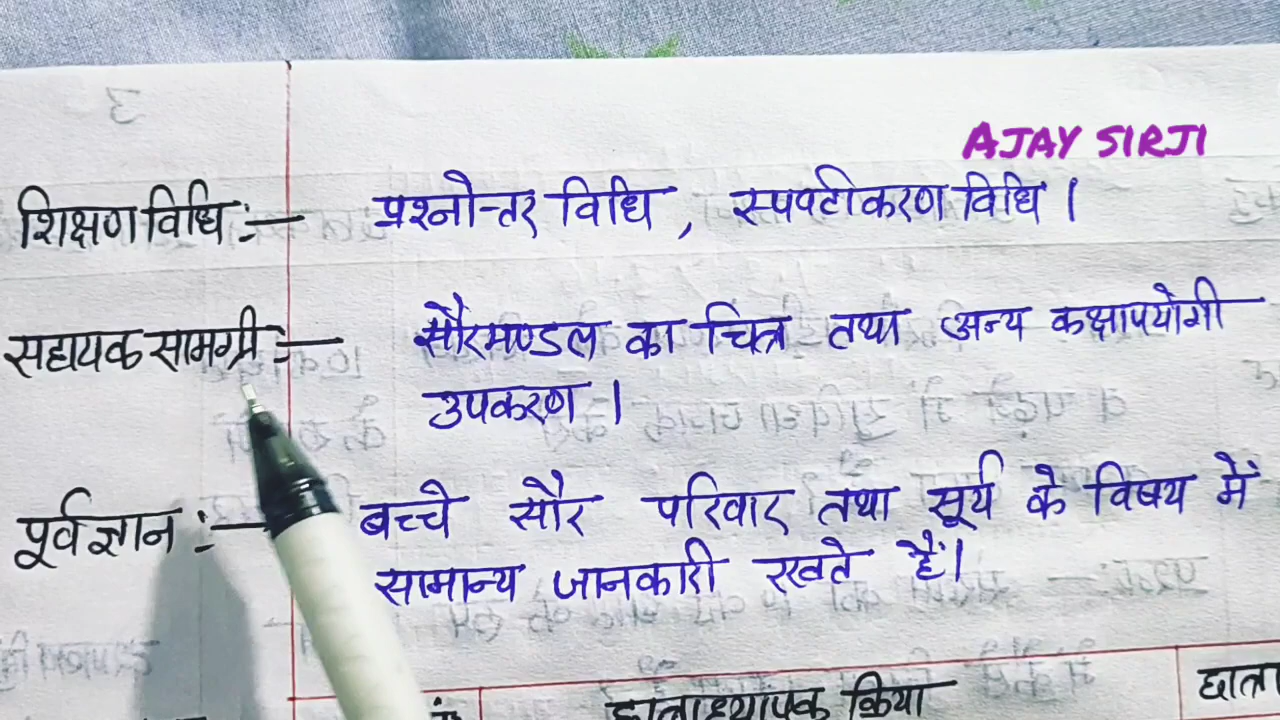 AJAY SIRJI
शिक्षण विधि :— प्रश्नोत्तर विधि , स्पष्टीकरण विधि ।
सहायक सामग्री :— सौरमण्डल का चित्र तथा अन्य कक्षापयोगी
उपकरण ।
पूर्व ज्ञान :— बच्चे सौर परिवार तथा सूर्य के विषय में
सामान्य जानकारी रखते हैं।
छात्राध्यापक क्रिया